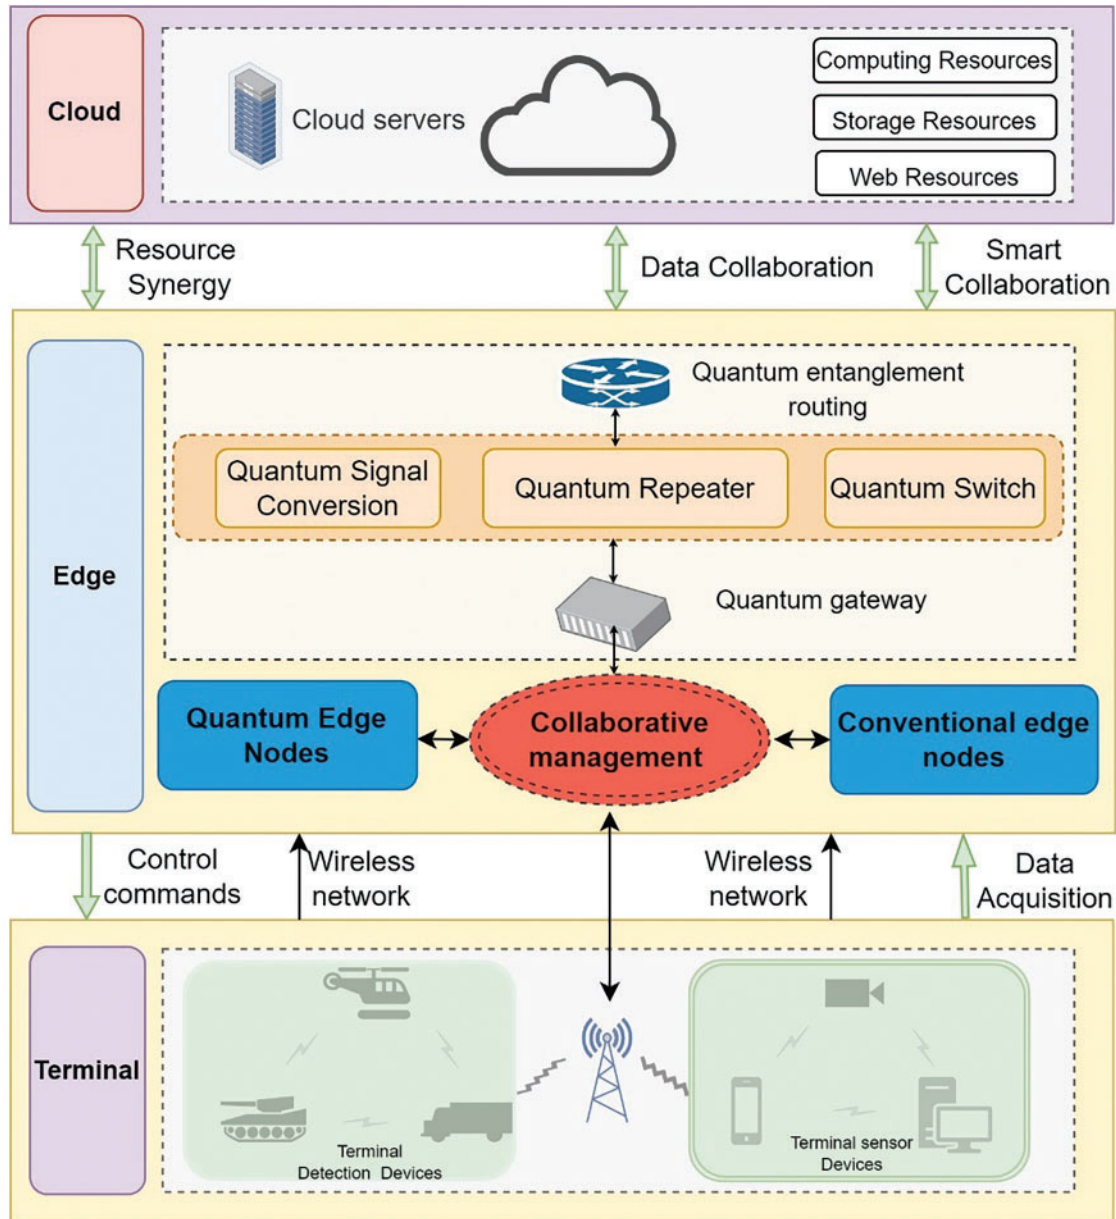 Cloud
Cloud servers
Computing Resources
Storage Resources
Web Resources
Resource
Synergy
Data Collaboration
Smart
Collaboration
Edge
Quantum entanglement
routing
Quantum Signal
Conversion
Quantum Repeater
Quantum Switch
Quantum gateway
Quantum Edge
Nodes
Collaborative
management
Conventional edge
nodes
Control
commands
Wireless
network
Wireless
network
Data
Acquisition
Terminal
Terminal
Detection Devices
Terminal sensor
Devices